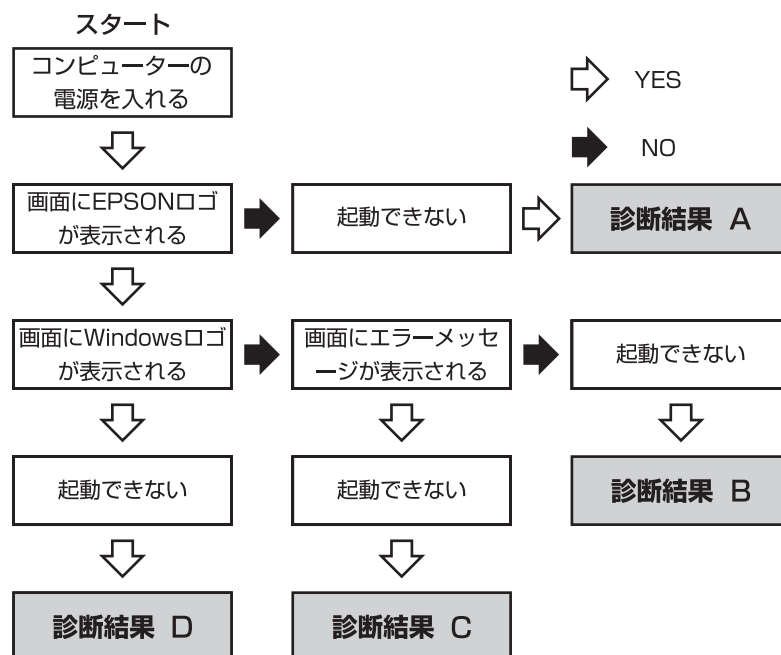 スタート
コンピューターの
電源を入れる
YES
NO
画面にEPSONロゴ
が表示される
起動できない
診断結果 A
画面にWindowsロゴ
が表示される
画面にエラーメッセ
ージが表示される
起動できない
起動できない
起動できない
診断結果 B
診断結果 D
診断結果 C